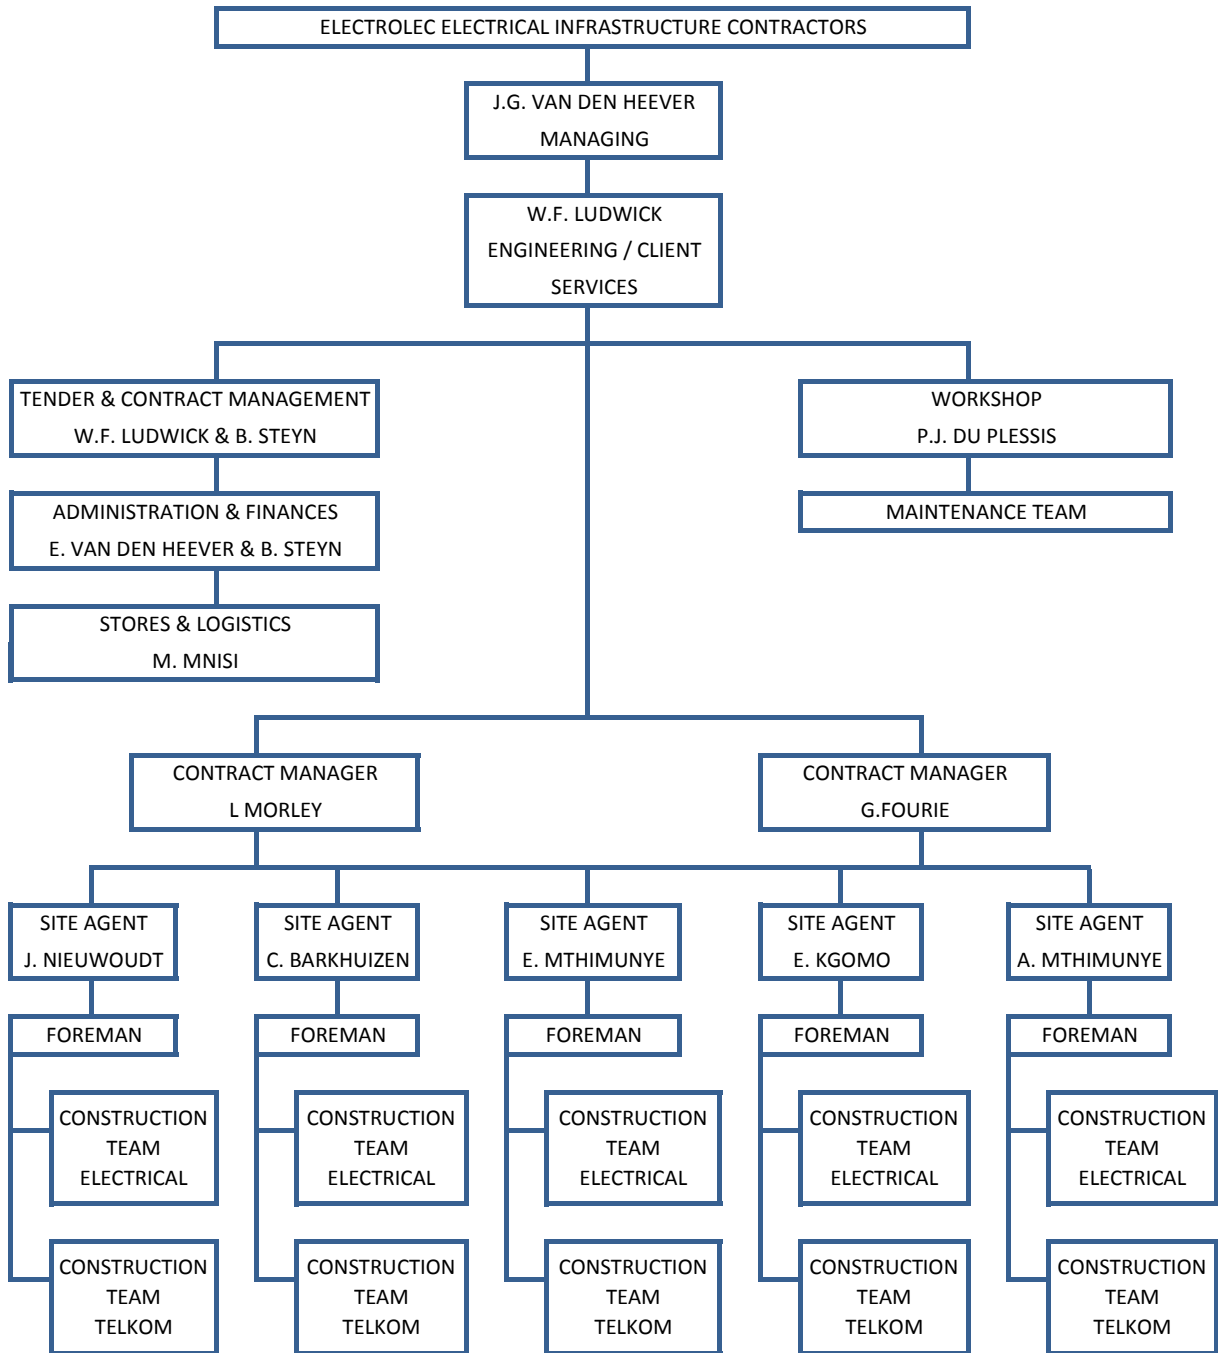 ELECTROLEC ELECTRICAL INFRASTRUCTURE CONTRACTORS
J.G. VAN DEN HEEVER
MANAGING
W.F. LUDWICK
ENGINEERING / CLIENT
SERVICES
TENDER & CONTRACT MANAGEMENT
W.F. LUDWICK & B. STEYN
WORKSHOP
P.J. DU PLESSIS
ADMINISTRATION & FINANCES
E. VAN DEN HEEVER & B. STEYN
MAINTENANCE TEAM
STORES & LOGISTICS
M. MNISI
CONTRACT MANAGER
L MORLEY
CONTRACT MANAGER
G.FOURIE
SITE AGENT
J. NIEUWOUDT
SITE AGENT
C. BARKHUIZEN
SITE AGENT
E. MTHIMUNYE
SITE AGENT
E. KGOMO
SITE AGENT
A. MTHIMUNYE
FOREMAN
FOREMAN
FOREMAN
FOREMAN
FOREMAN
CONSTRUCTION
TEAM
ELECTRICAL
CONSTRUCTION
TEAM
ELECTRICAL
CONSTRUCTION
TEAM
ELECTRICAL
CONSTRUCTION
TEAM
ELECTRICAL
CONSTRUCTION
TEAM
ELECTRICAL
CONSTRUCTION
TEAM
TELKOM
CONSTRUCTION
TEAM
TELKOM
CONSTRUCTION
TEAM
TELKOM
CONSTRUCTION
TEAM
TELKOM
CONSTRUCTION
TEAM
TELKOM